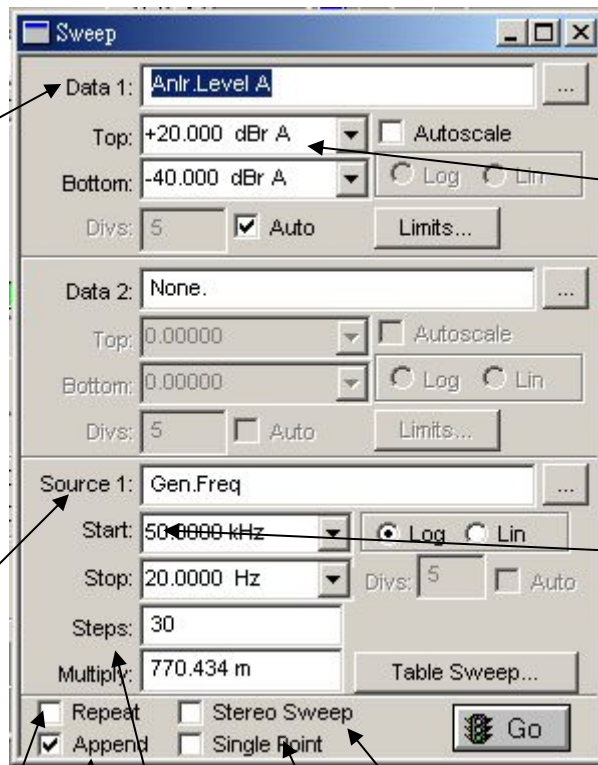 Sweep
Data 1: Anlr.Level A ...
Top: +20.000 dBr A Autoscale
Bottom: -40.000 dBr A Log Lin
Divs: 5 Auto Limits...
Data 2: None. ...
Top: 0.00000 Autoscale
Bottom: 0.00000 Log Lin
Divs: 5 Auto Limits...
Source 1: Gen.Freq ...
Start: 50.0000 kHz Log Lin
Stop: 20.0000 Hz Divs: 5 Auto
Steps: 30
Multiply: 770.434 m Table Sweep...
Repeat Stereo Sweep
Append Single Point Go